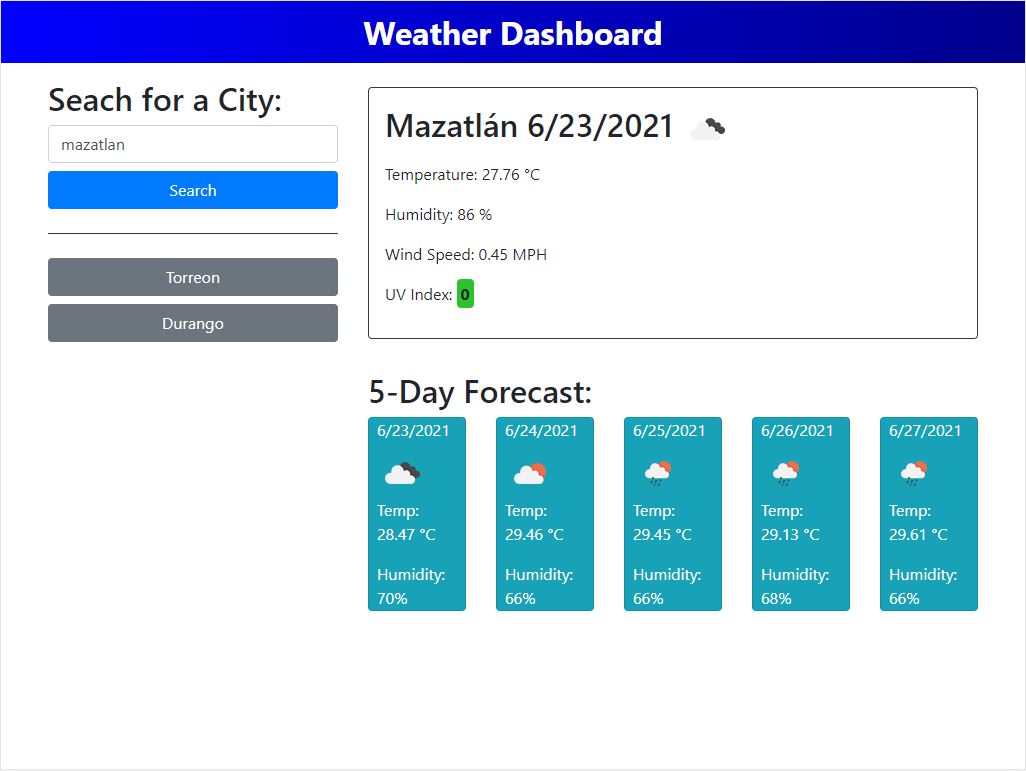 Weather Dashboard
Seach for a City:
mazatlan
Search
Torreon
Durango
Mazatlán 6/23/2021
Temperature: 27.76 °C
Humidity: 86 %
Wind Speed: 0.45 MPH
UV Index: 0
5-Day Forecast:
6/23/2021
Temp:
28.47 °C
Humidity:
70%
6/24/2021
Temp:
29.46 °C
Humidity:
66%
6/25/2021
Temp:
29.45 °C
Humidity:
66%
6/26/2021
Temp:
29.13 °C
Humidity:
68%
6/27/2021
Temp:
29.61 °C
Humidity:
66%